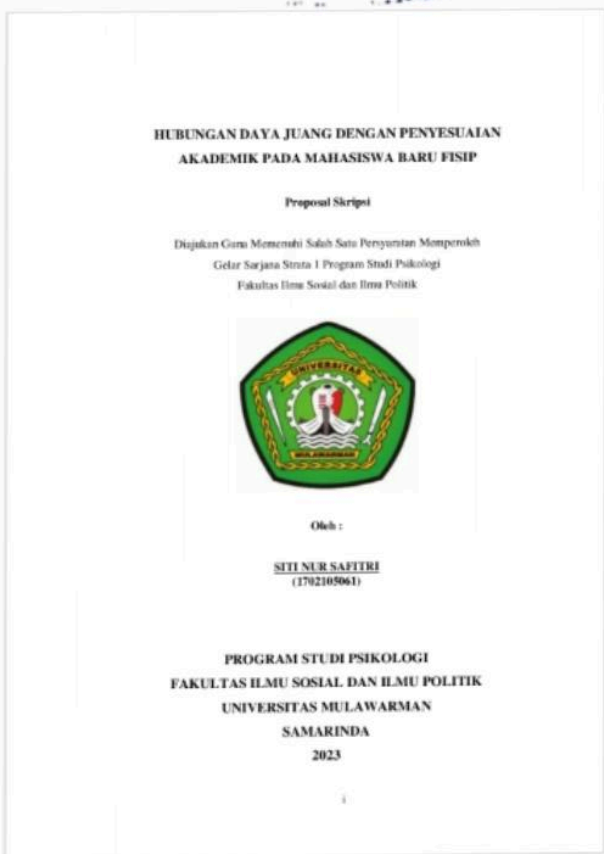 HUBUNGAN DAYA JUANG DENGAN PENYESUAIAN
AKADEMIK PADA MAHASISWA BARU FISIP
Proposal Skripsi
Diajukan Guna Memenuhi Salah Satu Persyaratan Memperoleh
Gelar Sarjana Strata 1 Program Studi Psikologi
Fakultas Ilmu Sosial dan Ilmu Politik
UNIVERSITAS
MULAWARMAN
Oleh :
SITI NUR SAFITRI
(1702105061)
PROGRAM STUDI PSIKOLOGI
FAKULTAS ILMU SOSIAL DAN ILMU POLITIK
UNIVERSITAS MULAWARMAN
SAMARINDA
2023
i